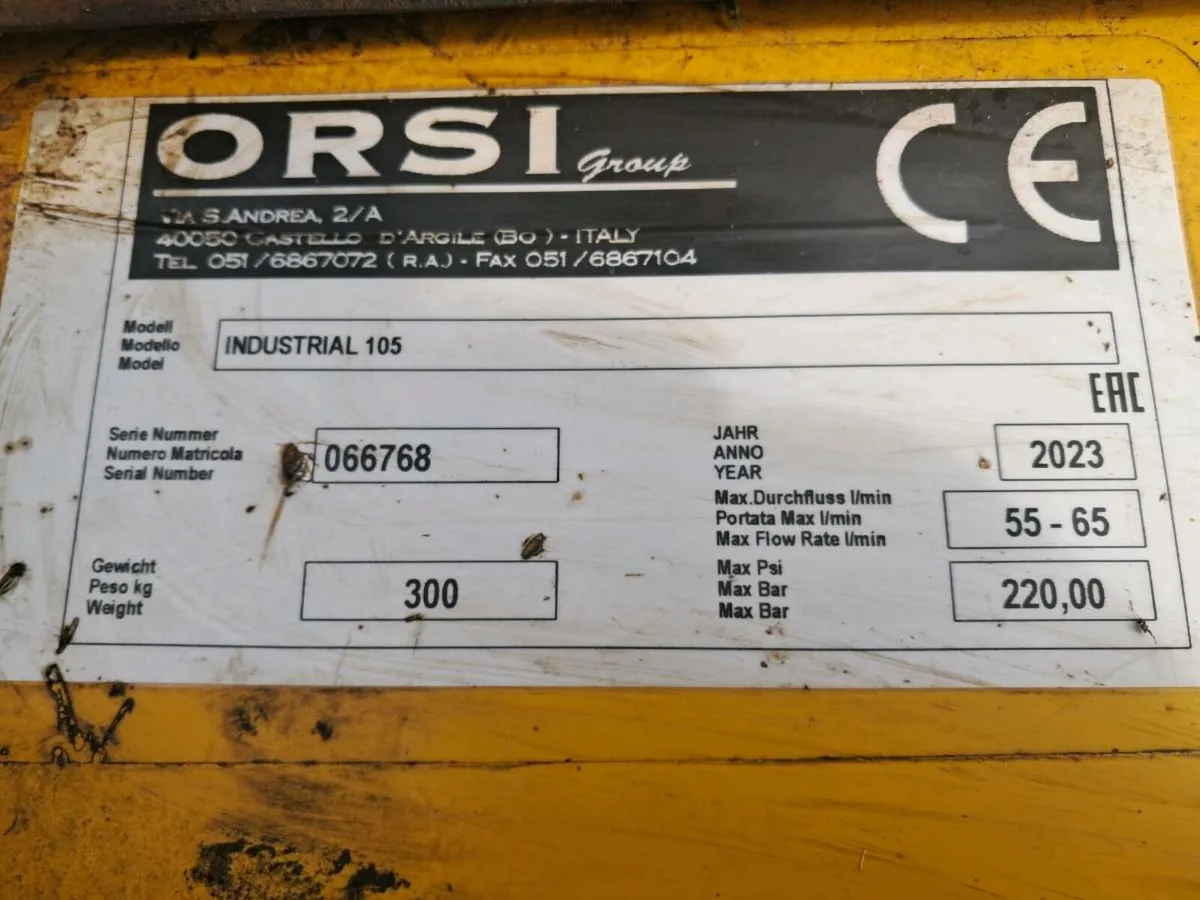 ORSI Group
CE
VIA S.ANDREA, 2/A
40050 CASTELLO D'ARGILE (BO) - ITALY
TEL 051/6867072 (R.A.) - FAX 051/6867104
Modell
Modello
Model
INDUSTRIAL 105
EAC
Serie Nummer
Numero Matricola
Serial Number
066768
JAHR
ANNO
YEAR
2023
Max.Durchfluss l/min
Portata Max l/min
Max Flow Rate l/min
55 - 65
Gewicht
Peso kg
Weight
300
Max Psi
Max Bar
Max Bar
220,00